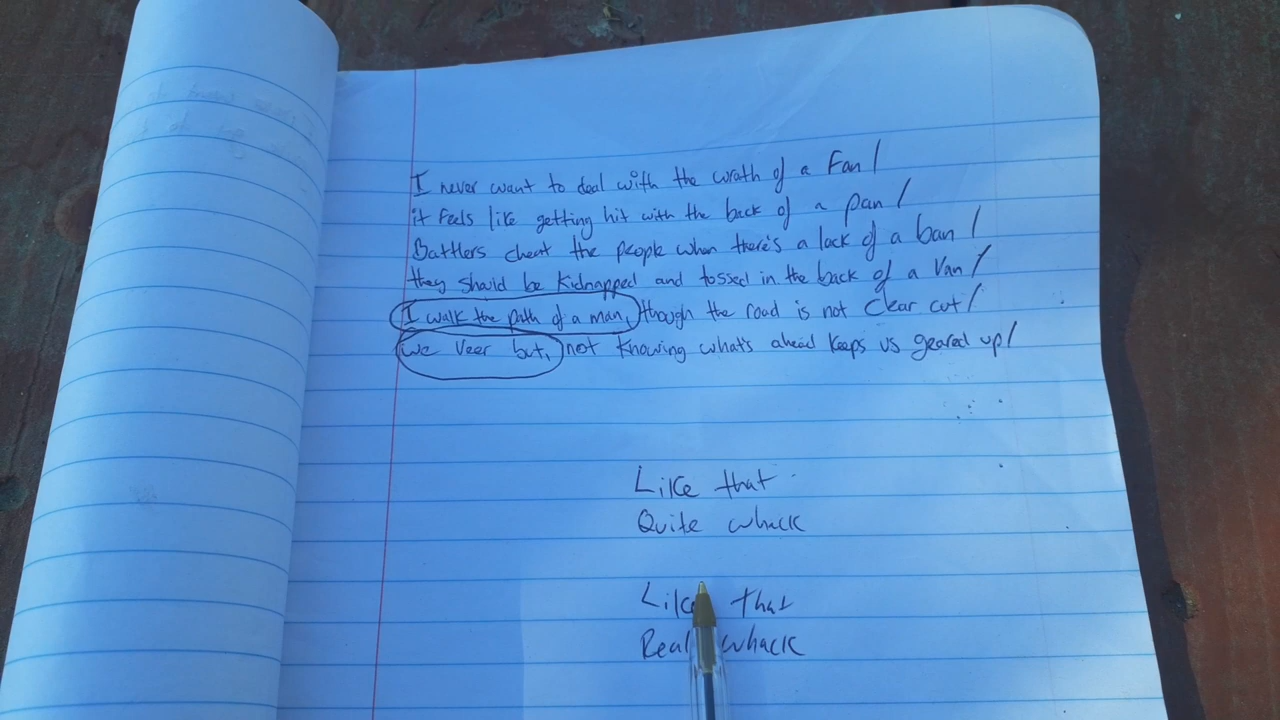 I never want to deal with the wrath of a Fan/
it feels like getting hit with the back of a pan/
Battlers cheat the people when there's a lack of a ban/
they should be kidnapped and tossed in the back of a Van/
I walk the path of a man, though the road is not clear cut/
we veer but, not knowing what's ahead keeps us geared up/
Like that
Quite whack
Like that
Real whack